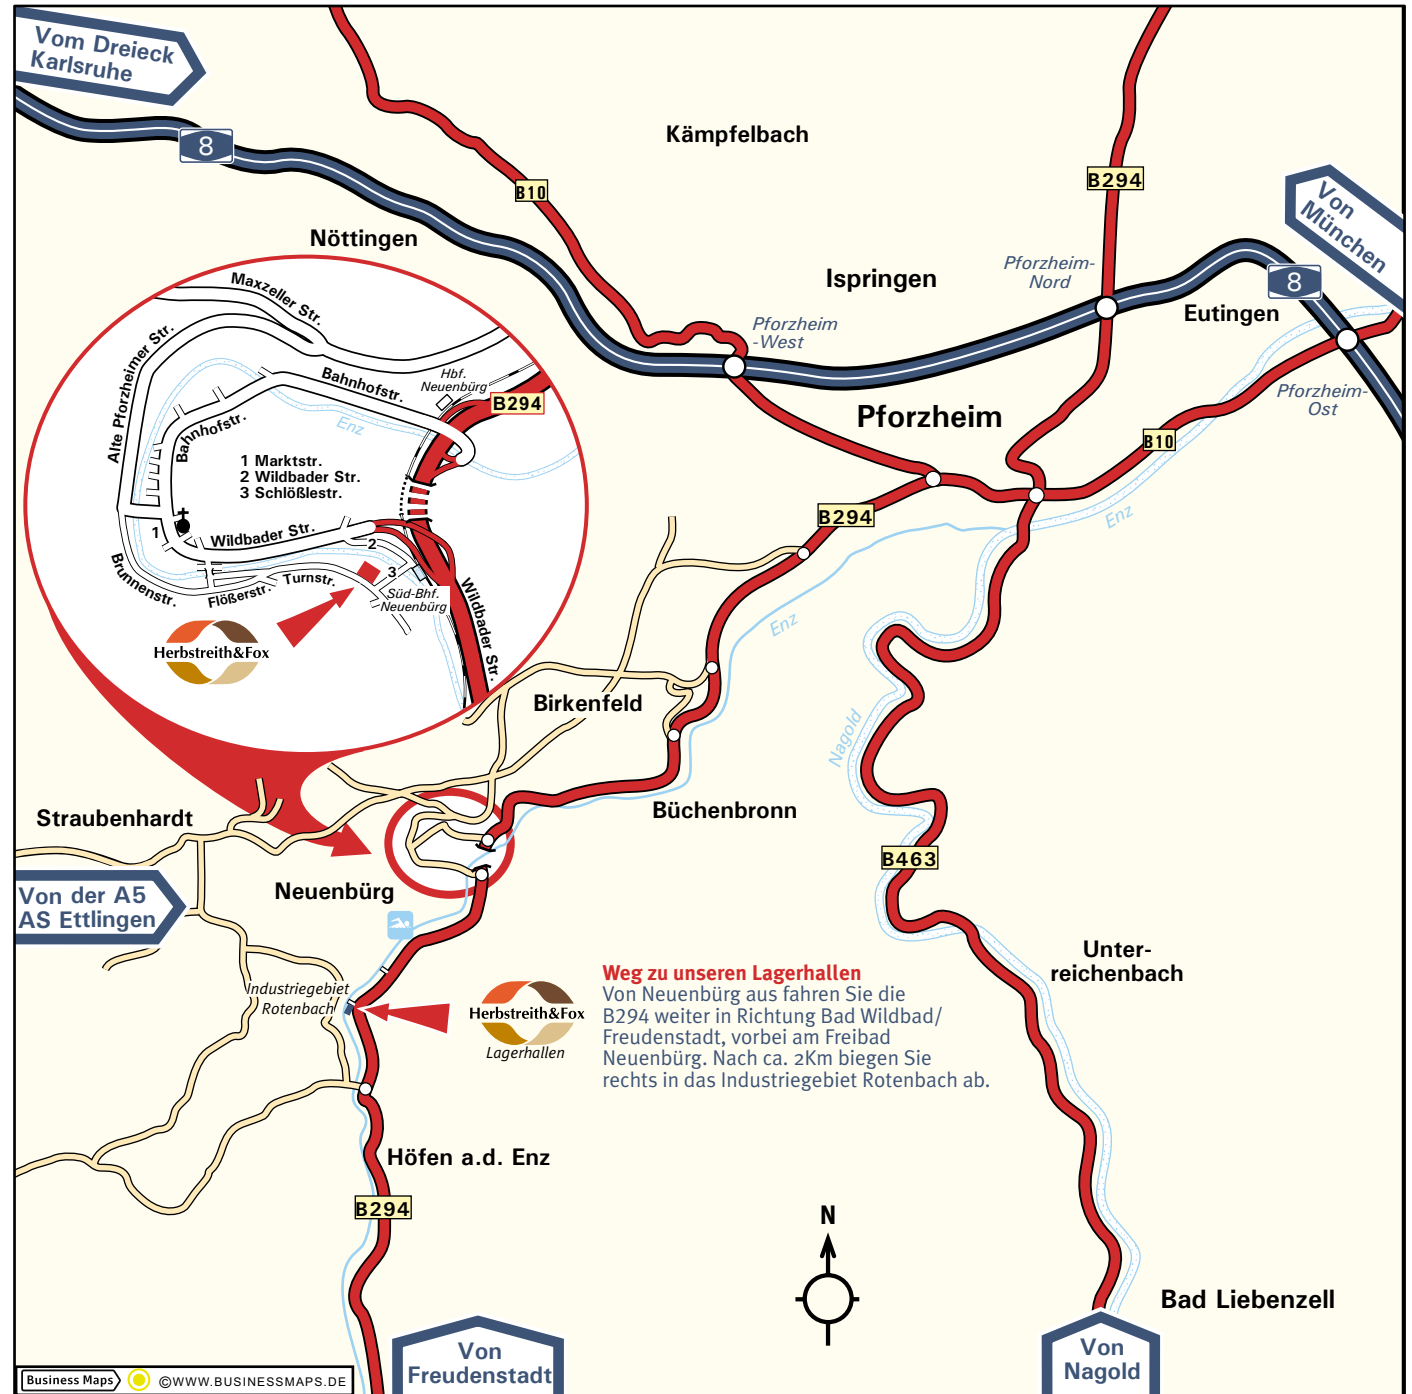 Vom Dreieck
Karlsruhe
8
Kämpfelbach
B10
B294
Von
München
Nöttingen
Ispringen
Pforzheim-
Nord
8
Eutingen
Pforzheim
-West
Pforzheim-
Ost
Pforzheim
B10
B294
Enz
Enz
Maxzeller Str.
Alte Pforzheimer Str.
Bahnhofstr.
Hbf.
Neuenbürg
B294
Enz
Bahnhofstr.
1 Marktstr.
2 Wildbader Str.
3 Schlößlestr.
1
Wildbader Str.
2
3
Brunnenstr.
Flößerstr.
Turnstr.
Süd-Bhf.
Neuenbürg
Wildbader Str.
Herbstreith&Fox
Birkenfeld
Nagold
Straubenhardt
Büchenbronn
B463
Von der A5
AS Ettlingen
Neuenbürg
Unter-
reichenbach
Industriegebiet
Rotenbach
Herbstreith&Fox
Lagerhallen
Weg zu unseren Lagerhallen
Von Neuenbürg aus fahren Sie die
B294 weiter in Richtung Bad Wildbad/
Freudenstadt, vorbei am Freibad
Neuenbürg. Nach ca. 2Km biegen Sie
rechts in das Industriegebiet Rotenbach ab.
Höfen a.d. Enz
B294
N
Bad Liebenzell
Von
Freudenstadt
Von
Nagold
Business Maps
©WWW.BUSINESSMAPS.DE